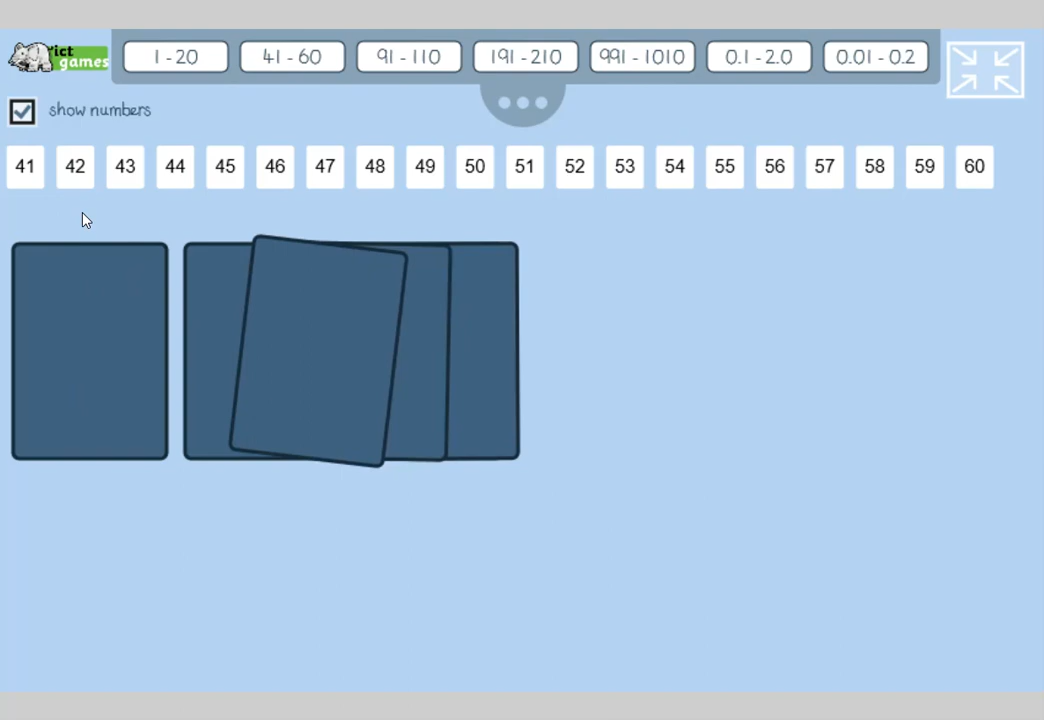 ict
games
1 - 20 41 - 60 91 - 110 191 - 210 991 - 1010 0.1 - 2.0 0.01 - 0.2
show numbers
41 42 43 44 45 46 47 48 49 50 51 52 53 54 55 56 57 58 59 60